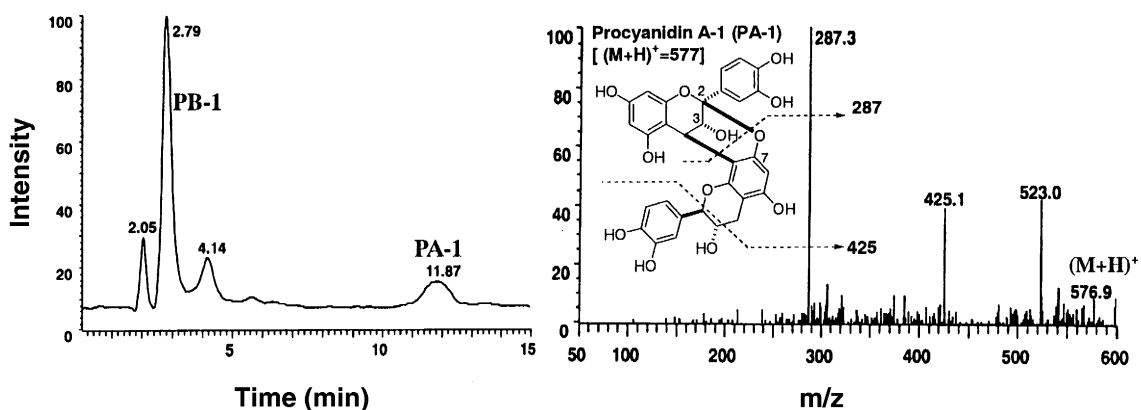 100
80
60
40
20
0
Intensity
2.79
PB-1
2.05
4.14
PA-1
11.87
5
10
15
Time (min)
100
80
60
40
20
0
Procyanidin A-1 (PA-1)
[ (M+H)+=577]
287.3
OH
OH
HO
O
2
3
OH
O
7
OH
O
OH
HO
HO
OH
287
425
425.1
523.0
(M+H)+
576.9
50
100
200
300
400
500
600
m/z